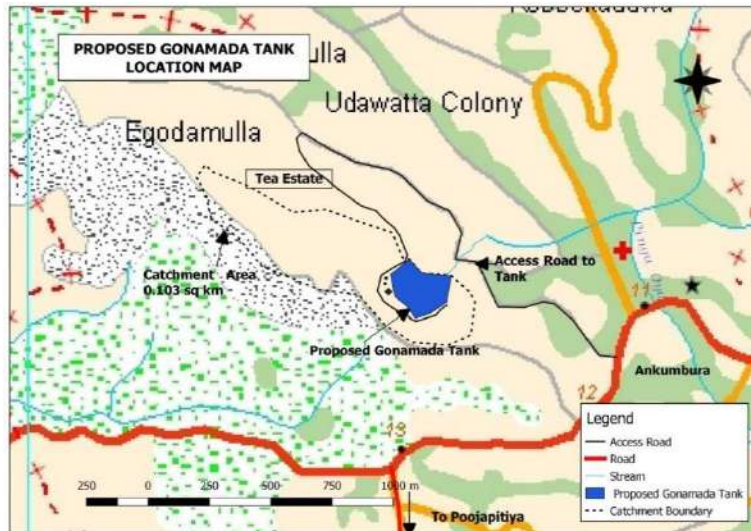 PROPOSED GONAMADA TANK
LOCATION MAP
ulla
Udawatta Colony
Egodamulla
Tea Estate
Catchment Area
0.103 sq km
Access Road to
Tank
Proposed Gonamada Tank
11
Ankumbura
12
13
Legend
Access Road
Road
Stream
Proposed Gonamada Tank
Catchment Boundary
250 0 250 500 750 1000 m
To Poojapitiya